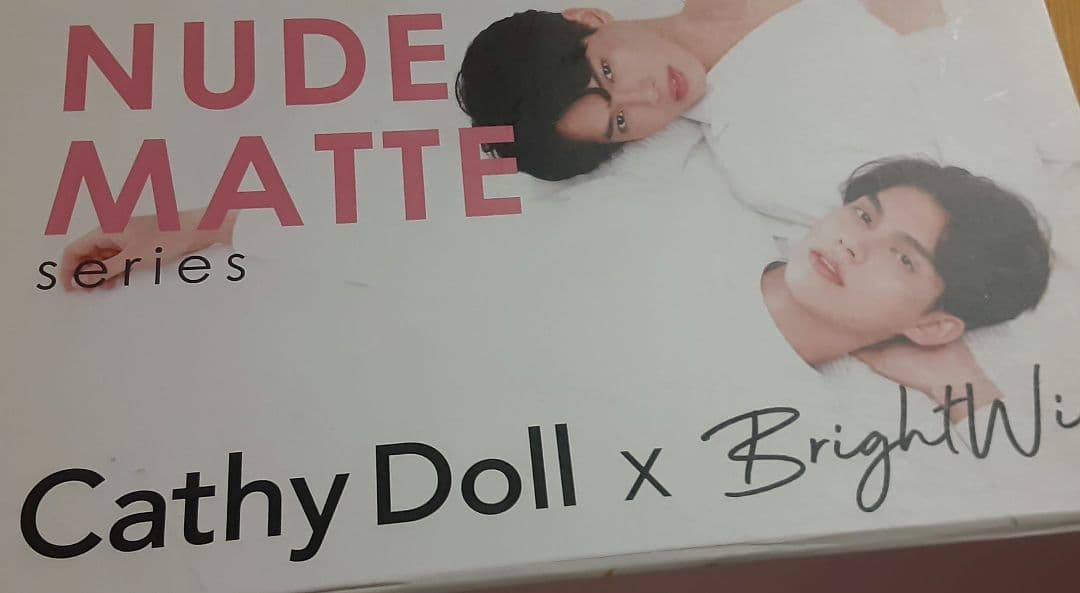 NUDE
MATTE
series
Cathy Doll x BrightWi